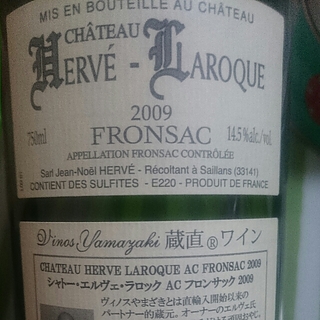 MIS EN BOUTEILLE AU CHÂTEAU
CHÂTEAU
HERVÉ - LAROQUE
2009
750ml FRONSAC 14.5%alc./vol.
APPELLATION FRONSAC CONTRÔLÉE
Sarl Jean-Noël HERVÉ - Récoltant à Saillans (33141)
CONTIENT DES SULFITES - E220 - PRODUIT DE FRANCE
Vinos Yamazaki 蔵直®ワイン
CHATEAU HERVE LAROQUE AC FRONSAC 2009
シャトー・エルヴェ・ラロック AC フロンサック 2009
ヴィノスやまざきとは直輸入開始以来の
パートナー的蔵元。オーナーのエルヴェ氏